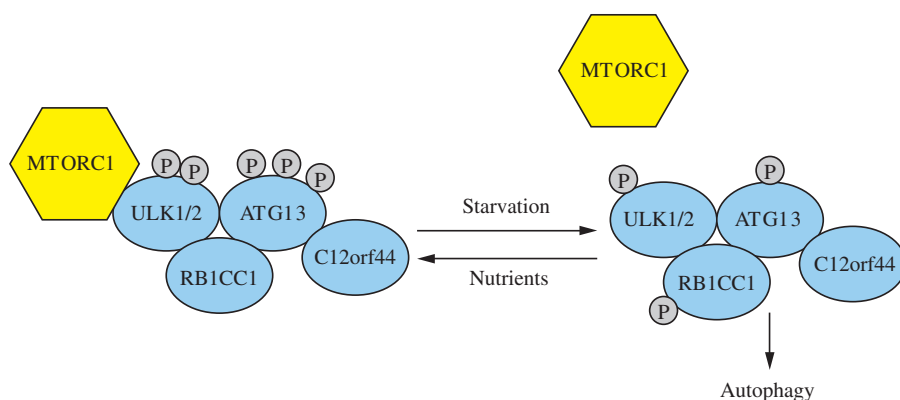 MTORC1
MTORC1
P
P
P
P
P
ULK1/2
ATG13
RB1CC1
C12orf44
Starvation
Nutrients
P
P
ULK1/2
ATG13
C12orf44
RB1CC1
P
Autophagy